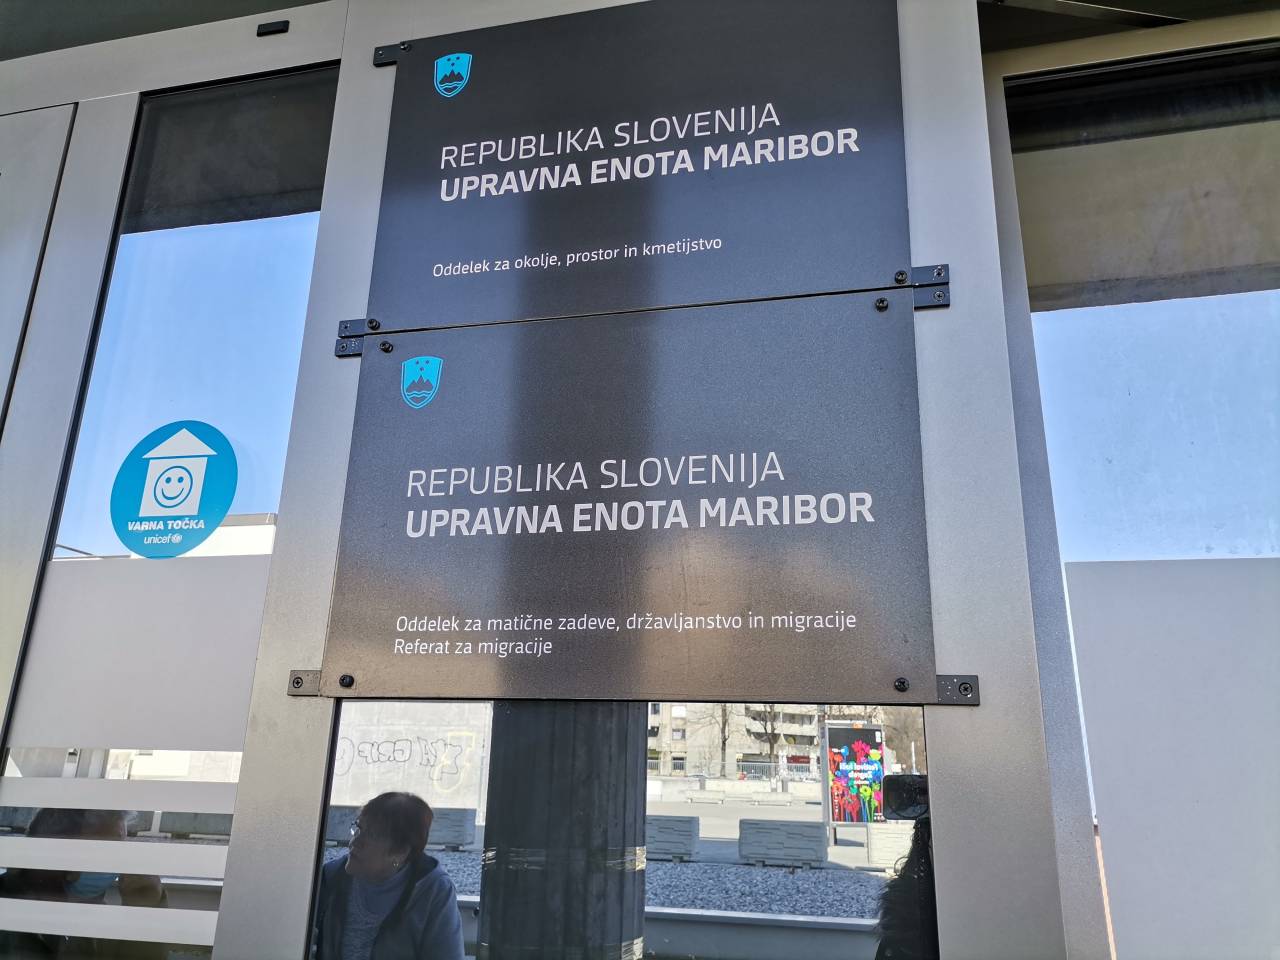 REPUBLIKA SLOVENIJA
UPRAVNA ENOTA MARIBOR
Oddelek za okolje, prostor in kmetijstvo
REPUBLIKA SLOVENIJA
UPRAVNA ENOTA MARIBOR
Oddelek za matične zadeve, državljanstvo in migracije
Referat za migracije
VARNA TOČKA
unicef